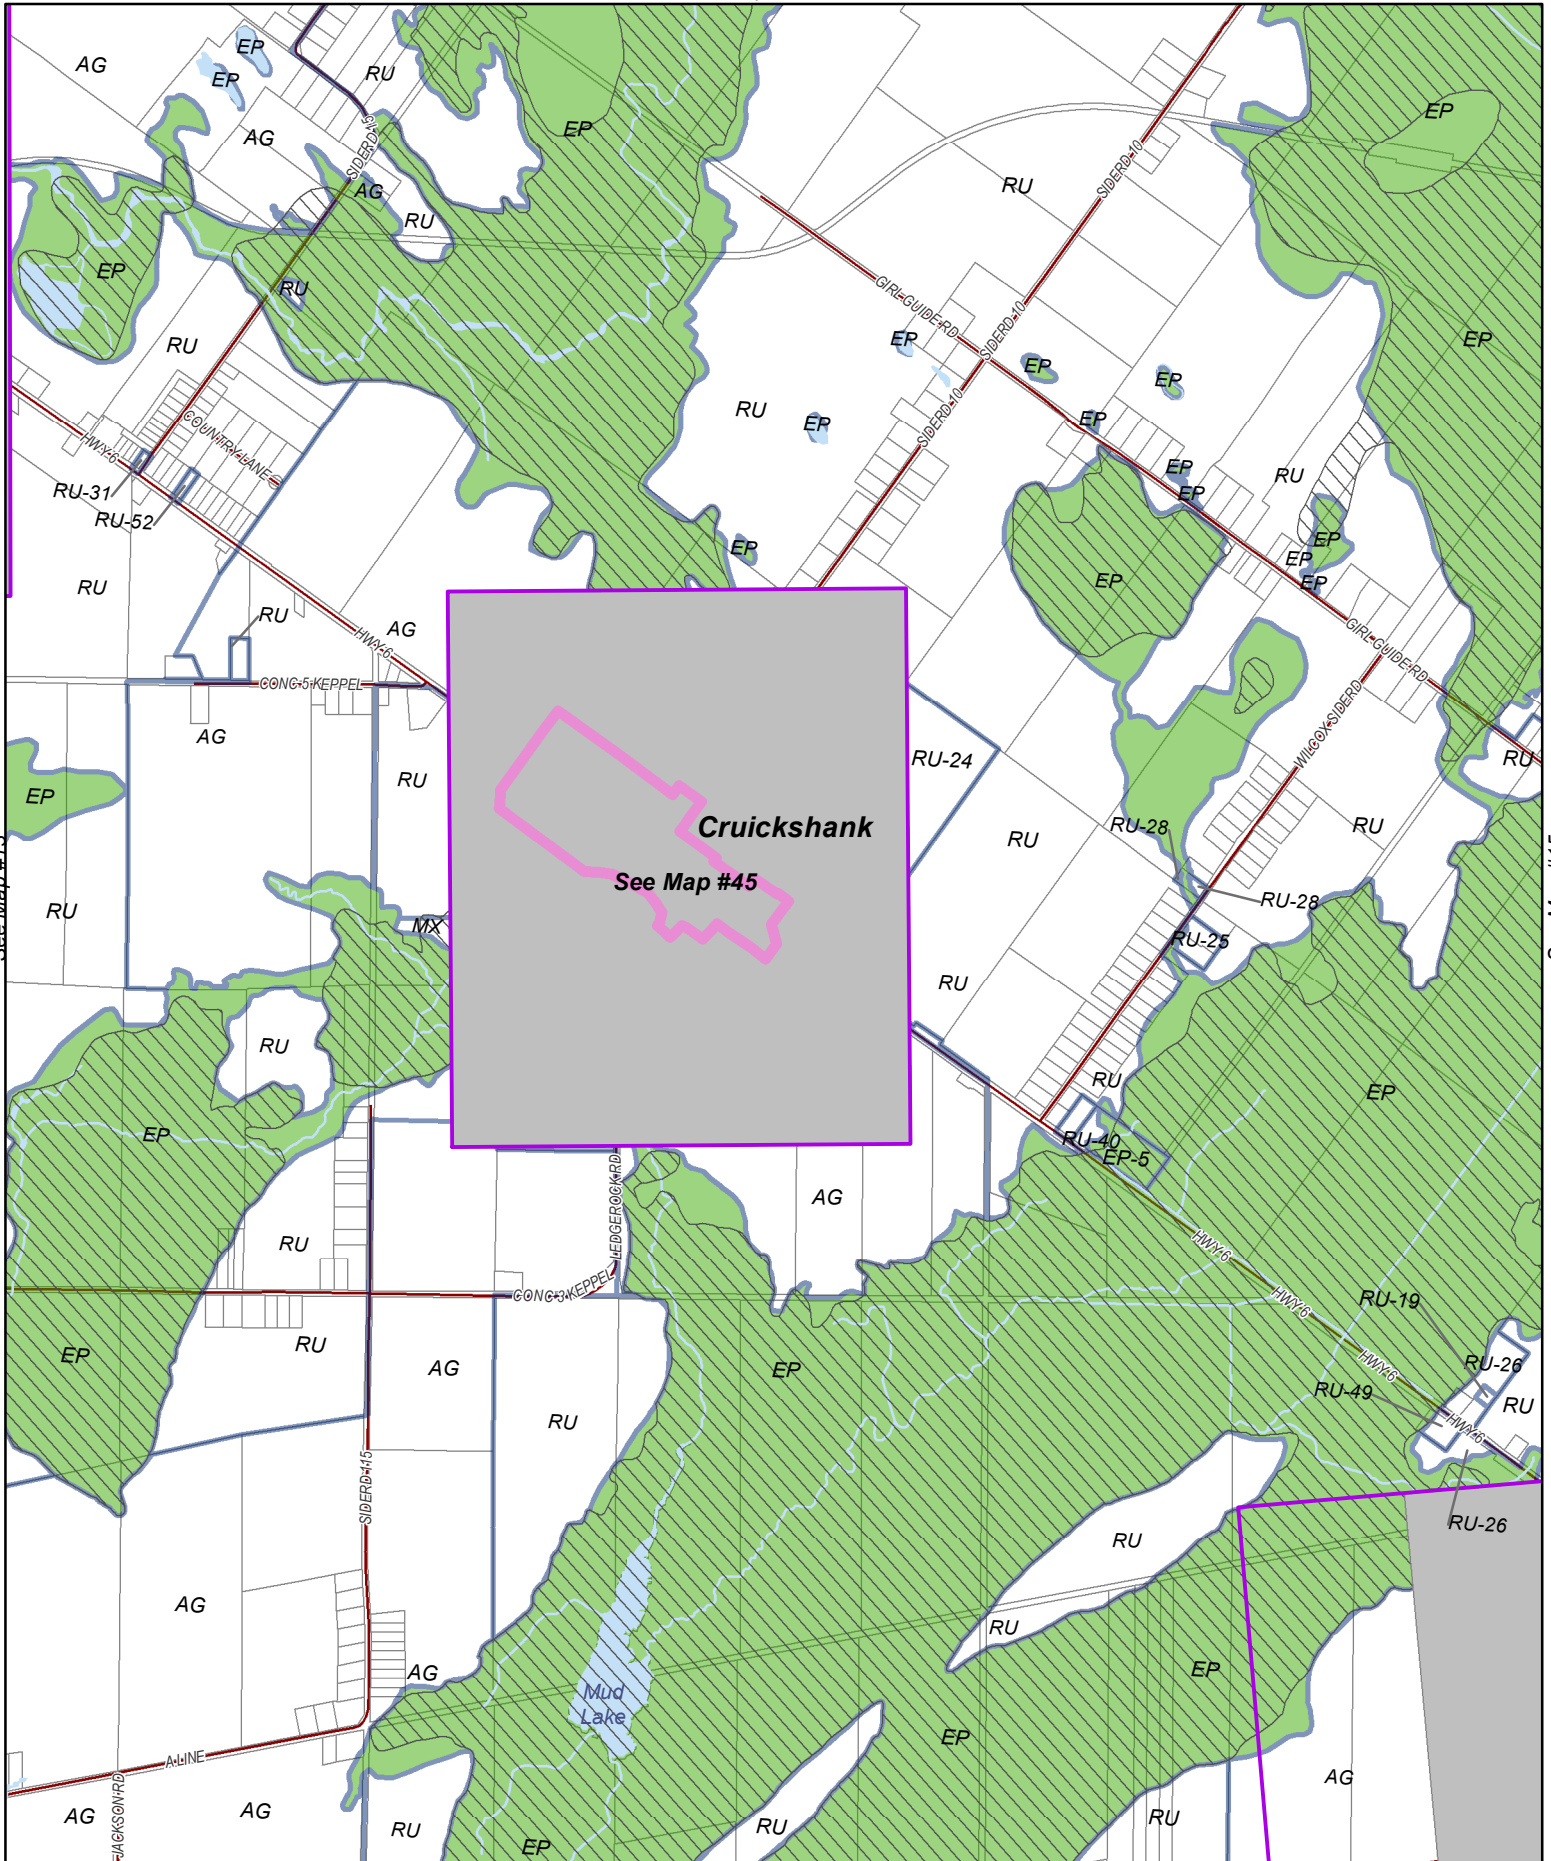 EP
AG
EP
RU
EP
EP
AG
SIDERD 15
AG
RU
RU
SIDERD 10
EP
RU
GIRL GUIDE RD
SIDERD 10
RU
EP
EP
EP
EP
RU
SIDERD 10
EP
EP
COUNTRY LANE
HWY 6
RU-31
RU-52
EP
EP
RU
EP
EP
EP
EP
EP
RU
RU
AG
HWY 6
GIRL GUIDE RD
CONC 5 KEPPEL
WILCOX SIDERD
AG
RU
RU-24
RU
EP
Cruickshank
RU-28
RU
RU
See Map #45
RU-28
RU
MX
RU-25
RU
RU
RU
EP
EP
RU-40
EP-5
LEDGEROCK RD
AG
RU
HWY 6
CONC 3 KEPPEL
HWY 6
RU-19
RU
EP
AG
EP
HWY 6
RU-26
RU-49
RU
RU
HWY 6
SIDERD 115
RU-26
RU
AG
RU
AG
EP
Mud
Lake
EP
A LINE
AG
JACKSON RD
AG
AG
RU
RU
RU
EP